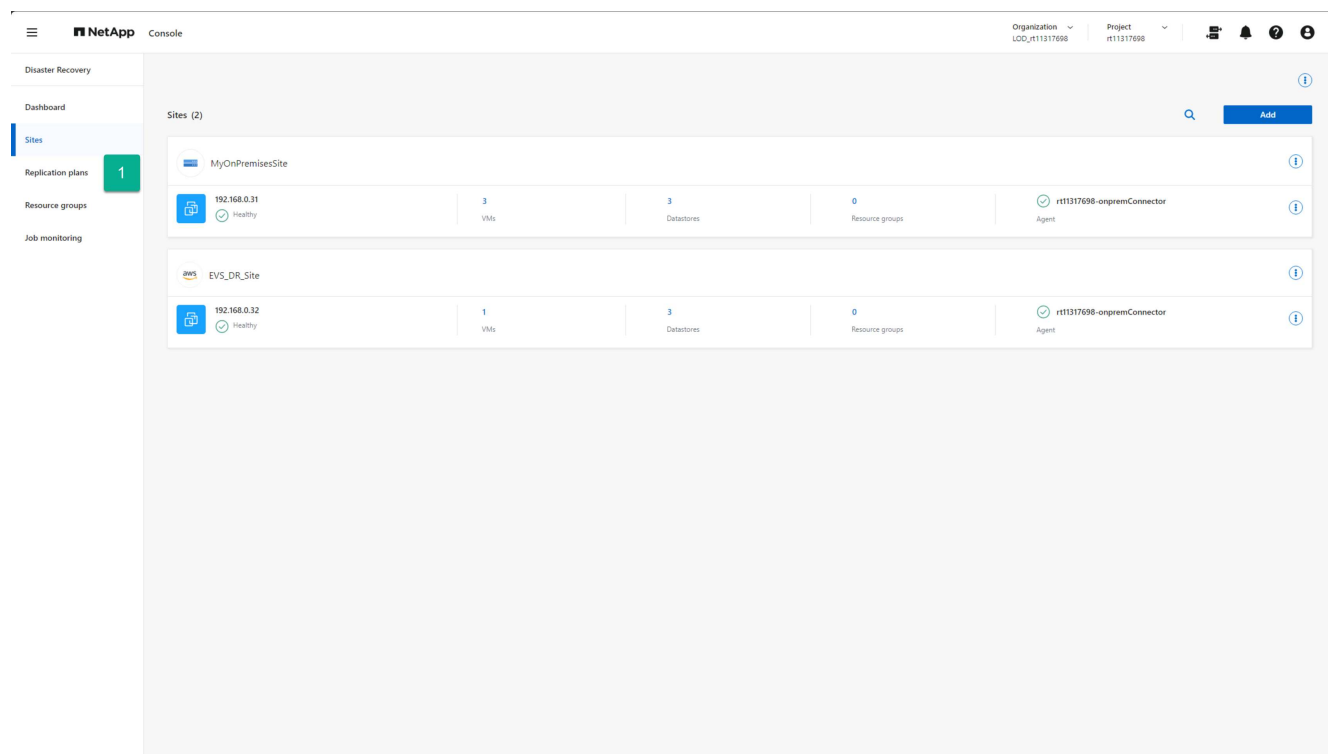 NetApp Console
Organization
LOD_rt11317698
Project
rt11317698
Disaster Recovery
Dashboard
Sites
Replication plans
1
Resource groups
Job monitoring
Sites (2)
Add
MyOnPremisesSite
192.168.0.31
Healthy
3
VMs
3
Datastores
0
Resource groups
rt11317698-onpremConnector
Agent
aws EVS_DR_Site
192.168.0.32
Healthy
1
VMs
3
Datastores
0
Resource groups
rt11317698-onpremConnector
Agent